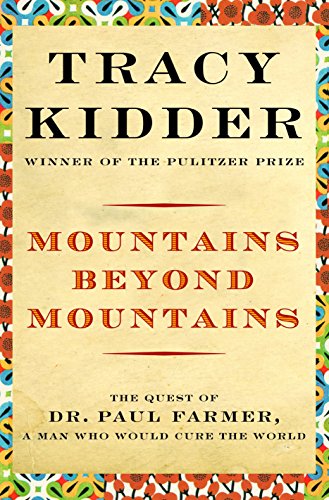 TRACY
KIDDER
WINNER OF THE PULITZER PRIZE
MOUNTAINS
BEYOND
MOUNTAINS
THE QUEST OF
DR. PAUL FARMER,
A MAN WHO WOULD CURE THE WORLD